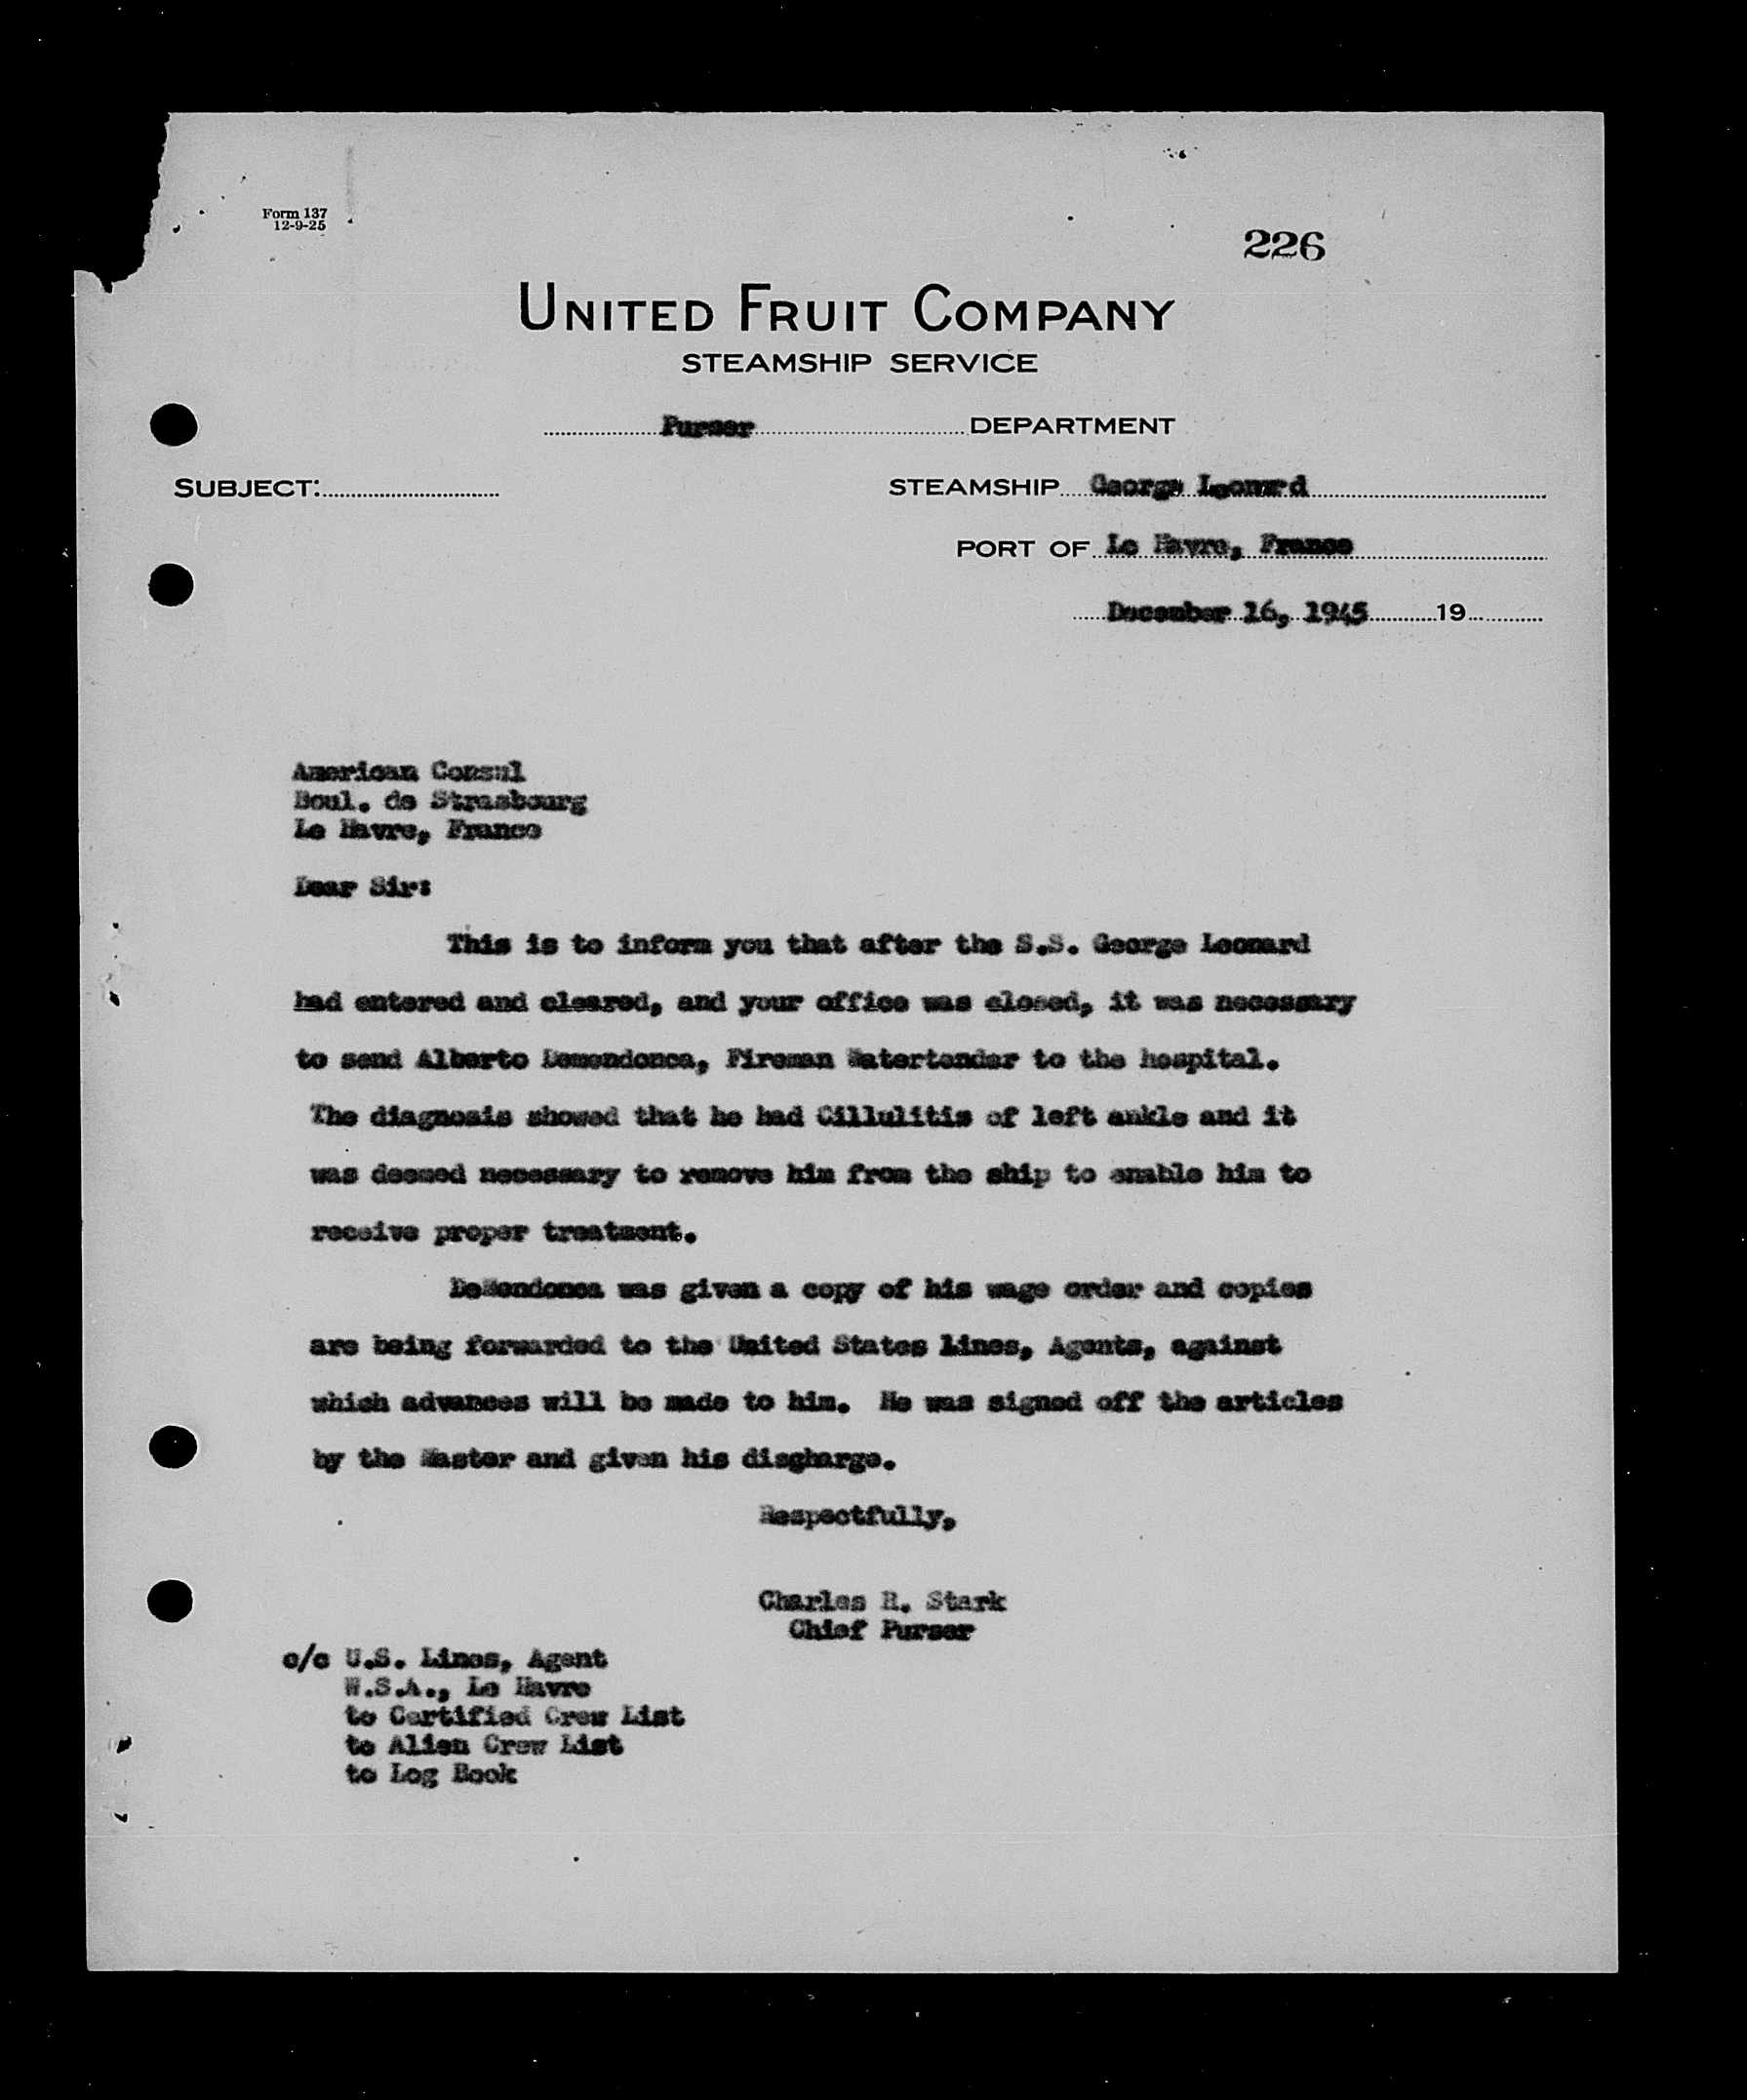 Form 137
12-9-25
226
UNITED FRUIT COMPANY
STEAMSHIP SERVICE
Purser DEPARTMENT
SUBJECT:
STEAMSHIP George Leonard
PORT OF Le Havre, France
December 16, 1945 19
American Consul
Boul. de Strasbourg
Le Havre, France
Dear Sir:
This is to inform you that after the S.S. George Leonard
had entered and cleared, and your office was closed, it was necessary
to send Alberto Demendonca, Fireman Watertender to the hospital.
The diagnosis showed that he had Cillulitis of left ankle and it
was deemed necessary to remove him from the ship to enable him to
receive proper treatment.
DeMendonca was given a copy of his wage order and copies
are being forwarded to the United States Lines, Agents, against
which advances will be made to him. He was signed off the articles
by the Master and given his disgharge.
Respectfully,
Charles R. Stark
Chief Purser
c/c U.S. Lines, Agent
W.S.A., Le Havre
to Certified Crew List
to Alien Crew List
to Log Book